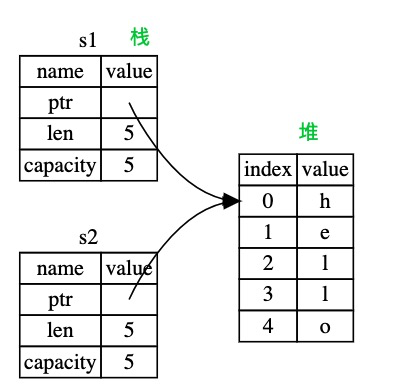 s1 栈
name value
ptr
len 5
capacity 5
堆
index value
0 h
1 e
2 l
3 l
4 o
s2
name value
ptr
len 5
capacity 5